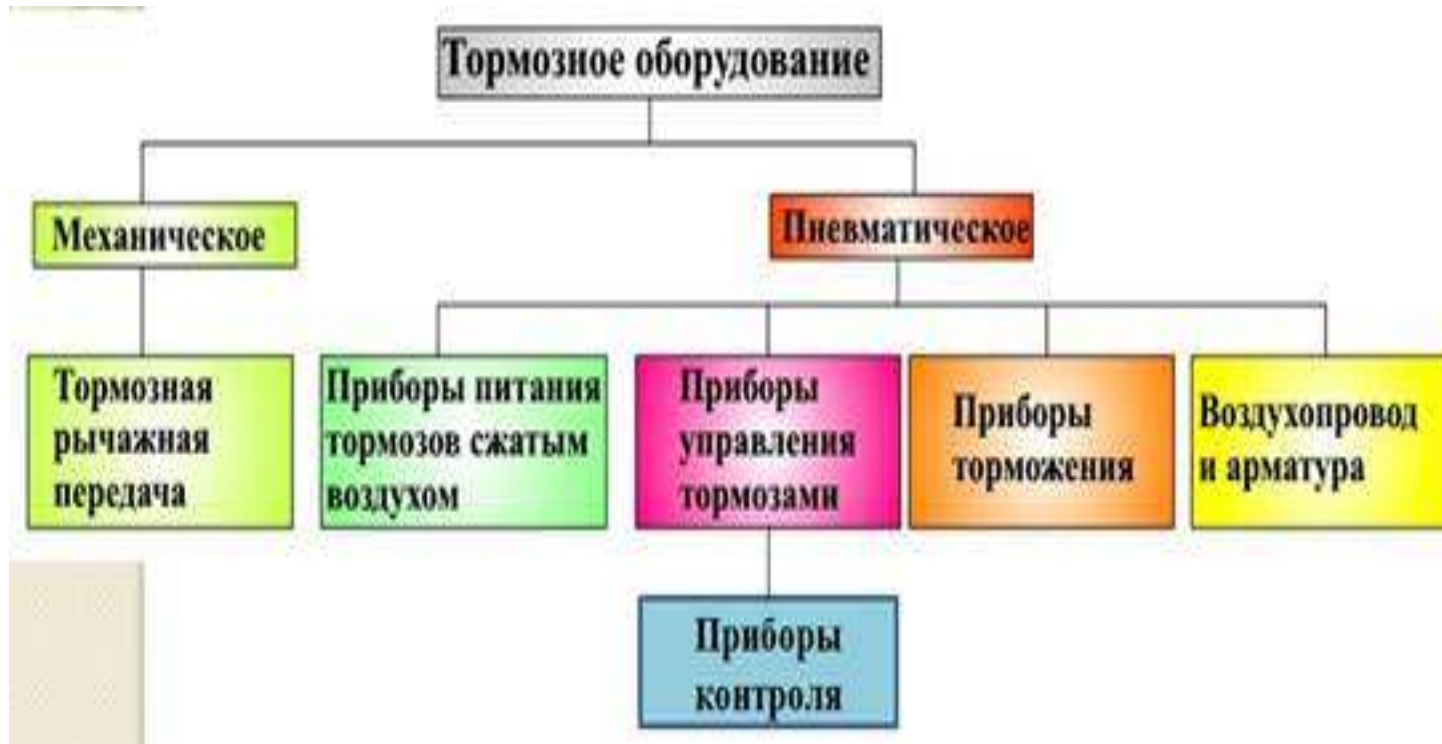 Тормозное оборудование
Механическое
Пневматическое
Тормозная
рычажная
передача
Приборы питания
тормозов сжатым
воздухом
Приборы
управления
тормозами
Приборы
торможения
Воздухопровод
и арматура
Приборы
контроля